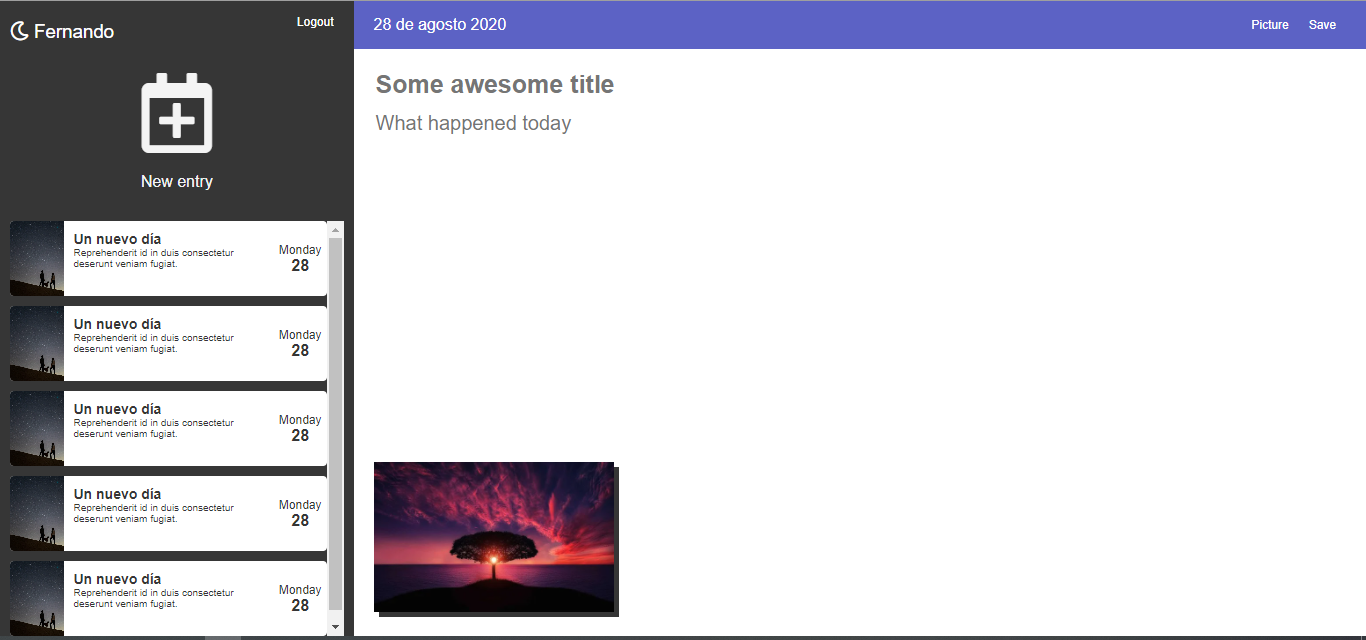 Fernando
Logout
New entry
Un nuevo día
Reprehenderit id in duis consectetur
deserunt veniam fugiat.
Monday
28
Un nuevo día
Reprehenderit id in duis consectetur
deserunt veniam fugiat.
Monday
28
Un nuevo día
Reprehenderit id in duis consectetur
deserunt veniam fugiat.
Monday
28
Un nuevo día
Reprehenderit id in duis consectetur
deserunt veniam fugiat.
Monday
28
Un nuevo día
Reprehenderit id in duis consectetur
deserunt veniam fugiat.
Monday
28
28 de agosto 2020
Picture
Save
Some awesome title
What happened today